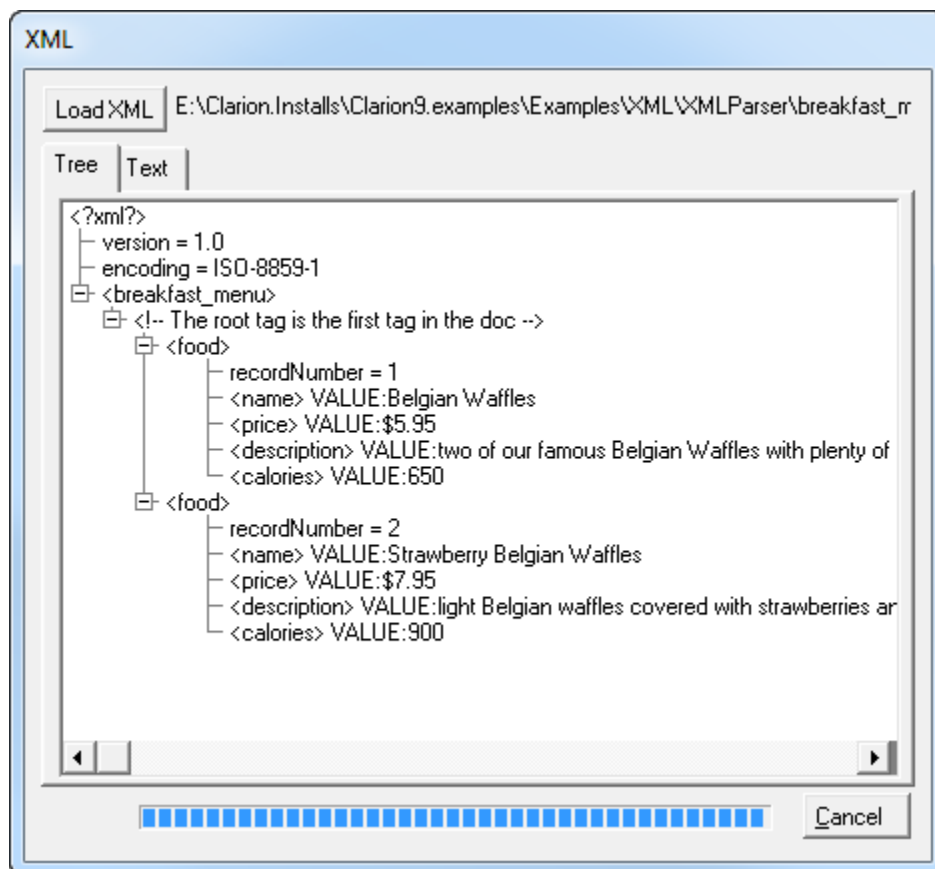 XML
Load XML E:\Clarion.Installs\Clarion9.examples\Examples\XML\XMLParser\breakfast_m
Tree Text
<?xml?>
version = 1.0
encoding = ISO-8859-1
<breakfast_menu>
<!-- The root tag is the first tag in the doc -->
<food>
recordNumber = 1
<name> VALUE:Belgian Waffles
<price> VALUE:$5.95
<description> VALUE:two of our famous Belgian Waffles with plenty of
<calories> VALUE:650
<food>
recordNumber = 2
<name> VALUE:Strawberry Belgian Waffles
<price> VALUE:$7.95
<description> VALUE:light Belgian waffles covered with strawberries an
<calories> VALUE:900
Cancel